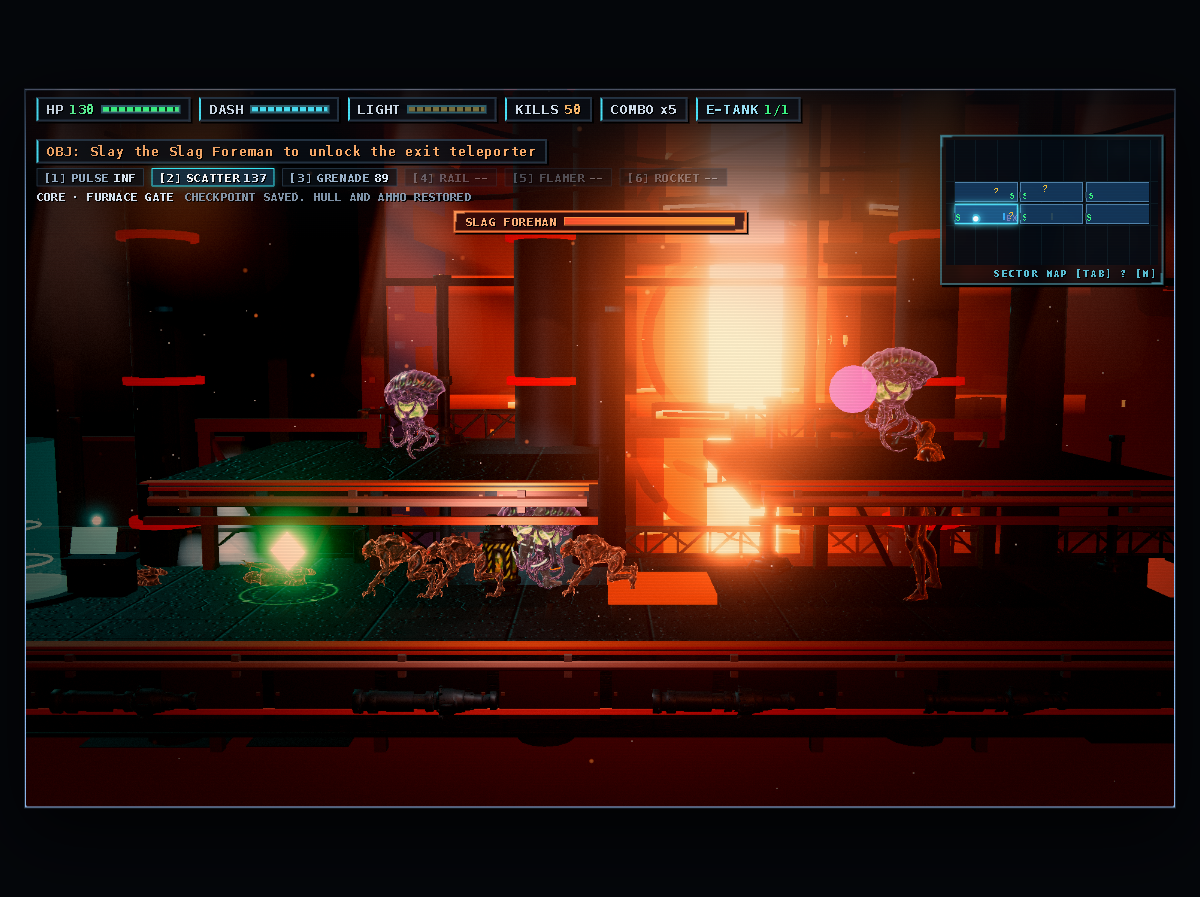 HP 130 DASH LIGHT KILLS 50 COMBO x5 E-TANK 1/1
OBJ: Slay the Slag Foreman to unlock the exit teleporter
[1] PULSE INF [2] SCATTER 137 [3] GRENADE 89 [4] RAIL -- [5] FLAMER -- [6] ROCKET --
CORE · FURNACE GATE CHECKPOINT SAVED. HULL AND AMMO RESTORED
SLAG FOREMAN
? S S ? S
S ? S S
SECTOR MAP [TAB] ? [M]